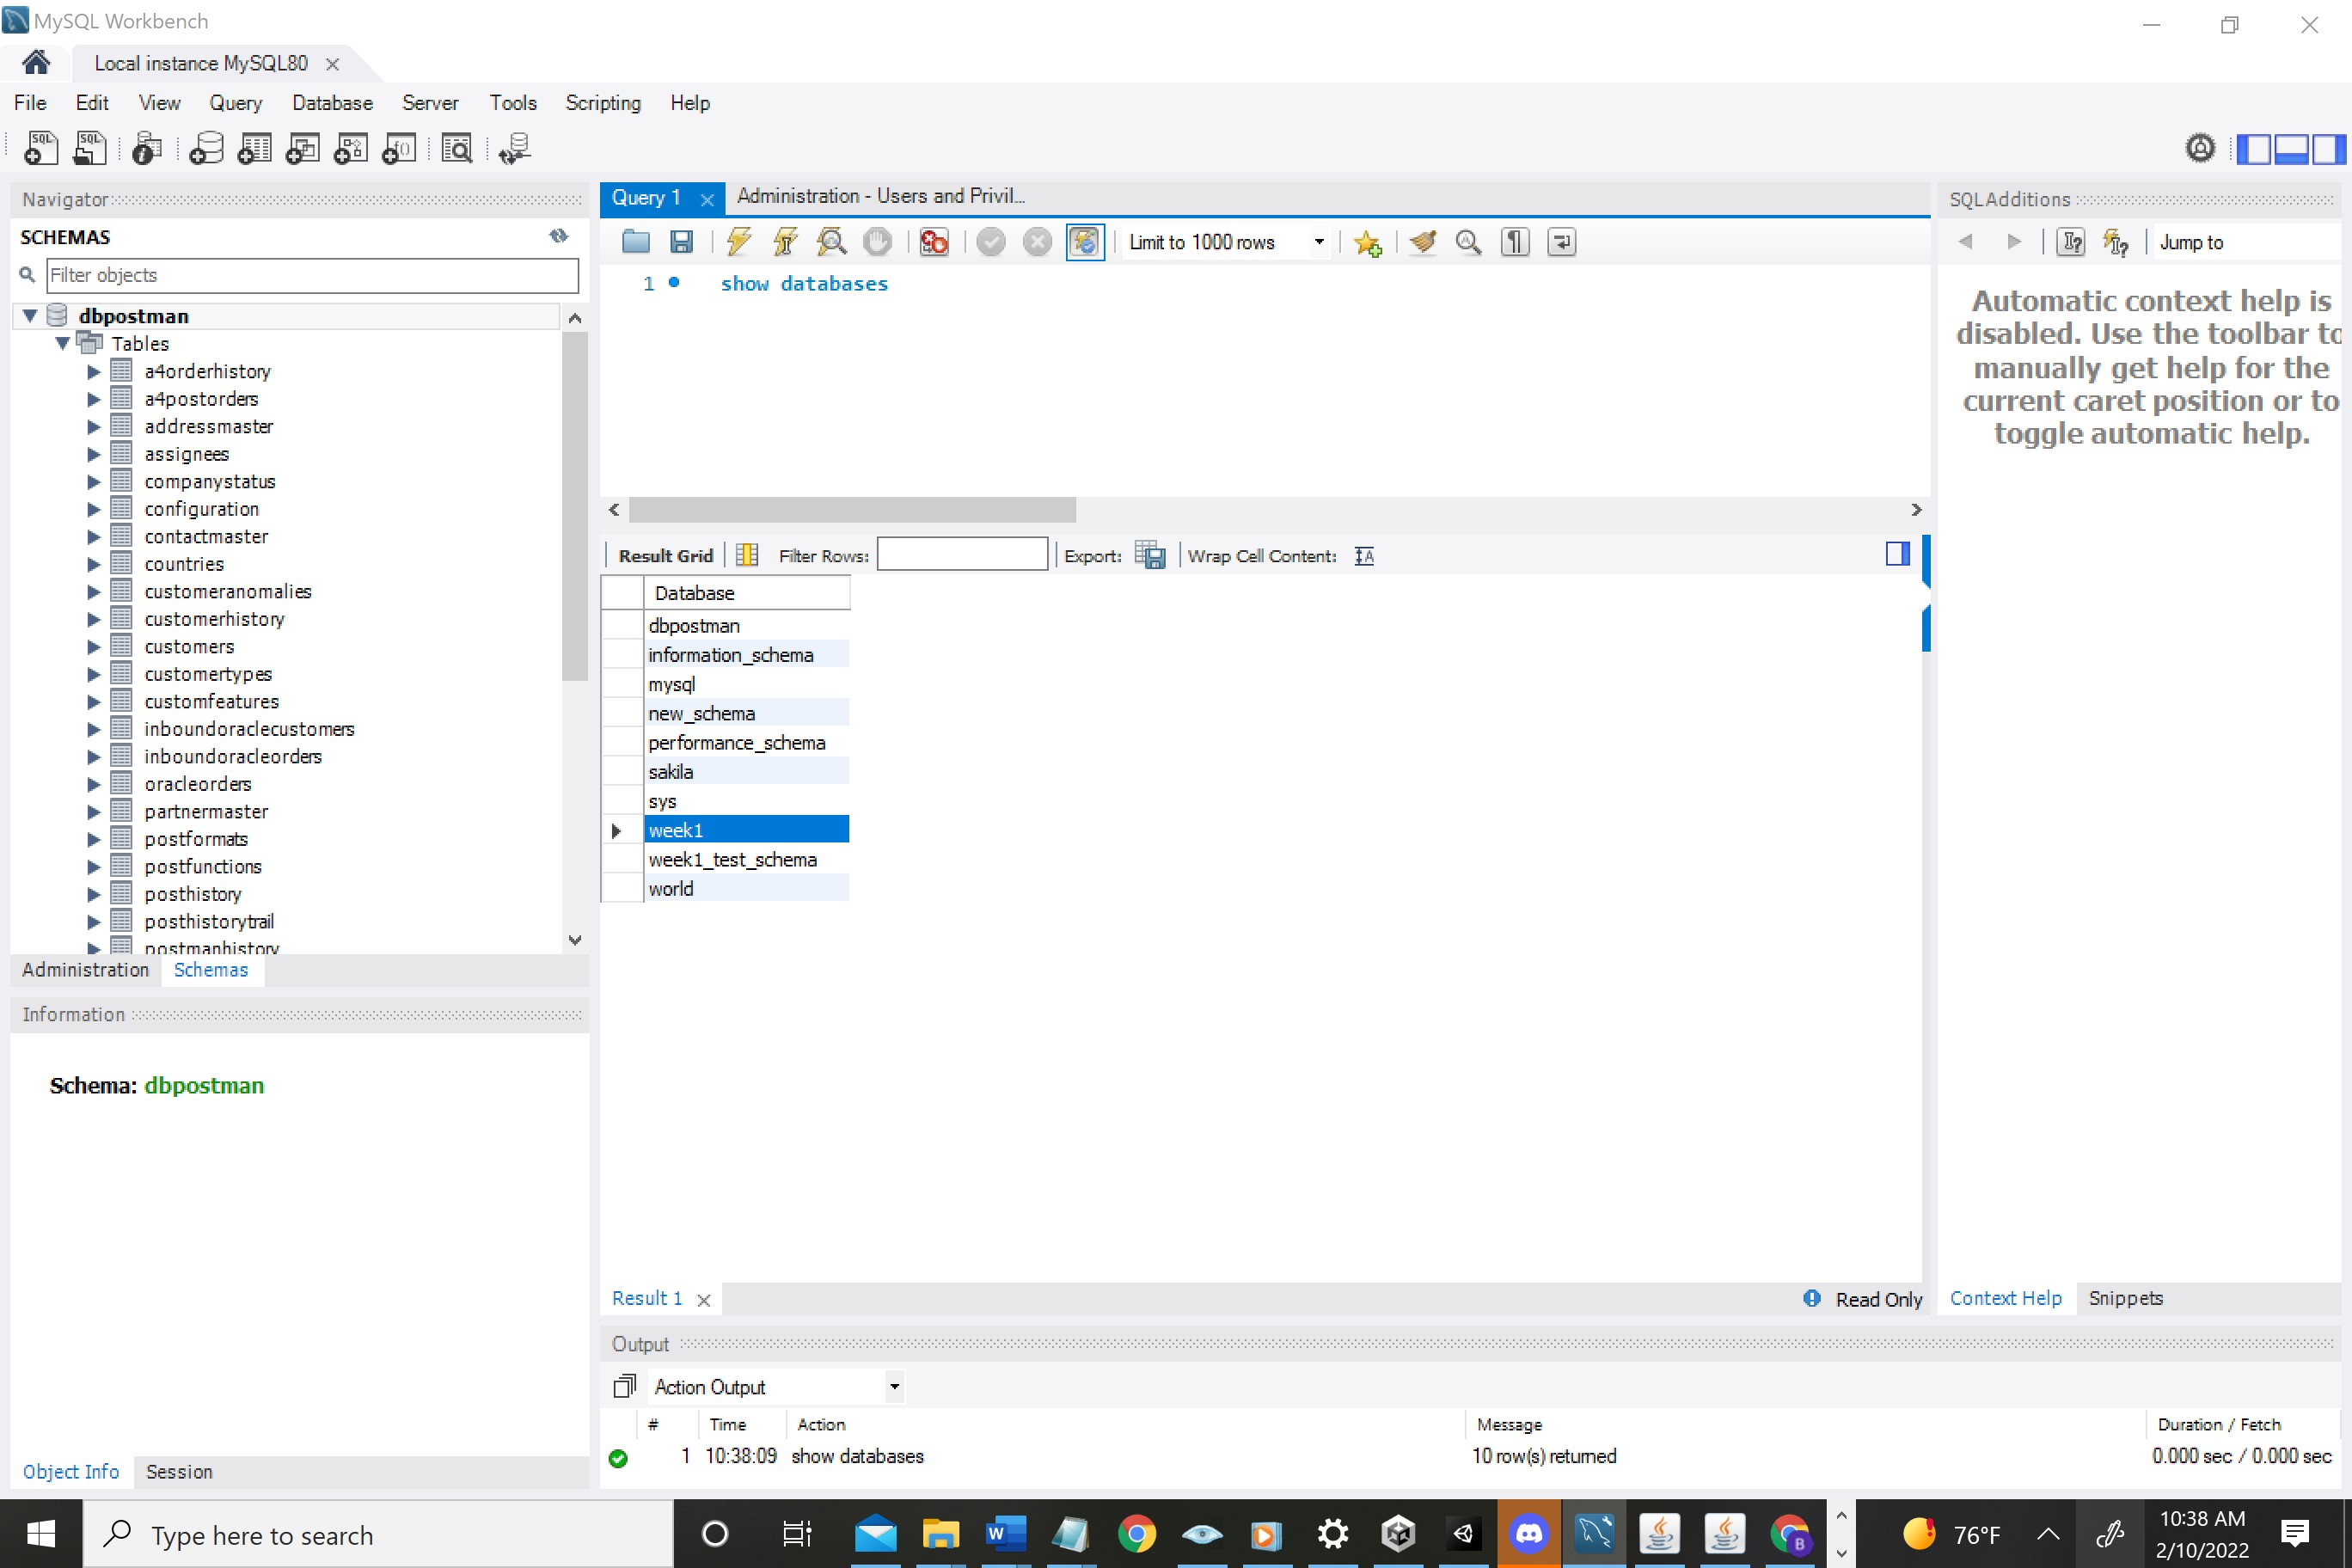 MySQL Workbench
Local instance MySQL80
File Edit View Query Database Server Tools Scripting Help
Navigator
SCHEMAS
Filter objects
dbpostman
Tables
a4orderhistory
a4postorders
addressmaster
assignees
companystatus
configuration
contactmaster
countries
customeranomalies
customerhistory
customers
customertypes
customfeatures
inboundoraclecustomers
inboundoracleorders
oracleorders
partnermaster
postformats
postfunctions
posthistory
posthistorytrail
postmanhistory
Administration Schemas
Information
Schema: dbpostman
Object Info Session
Query 1 Administration - Users and Privil...
Limit to 1000 rows
1 show databases
Result Grid Filter Rows: Export: Wrap Cell Content:
Database
dbpostman
information_schema
mysql
new_schema
performance_schema
sakila
sys
week1
week1_test_schema
world
Result 1 Read Only
SQLAdditions
Jump to
Automatic context help is
disabled. Use the toolbar to
manually get help for the
current caret position or to
toggle automatic help.
Context Help Snippets
Output
Action Output
# Time Action Message Duration / Fetch
1 10:38:09 show databases 10 row(s) returned 0.000 sec / 0.000 sec
Type here to search
76°F
10:38 AM
2/10/2022